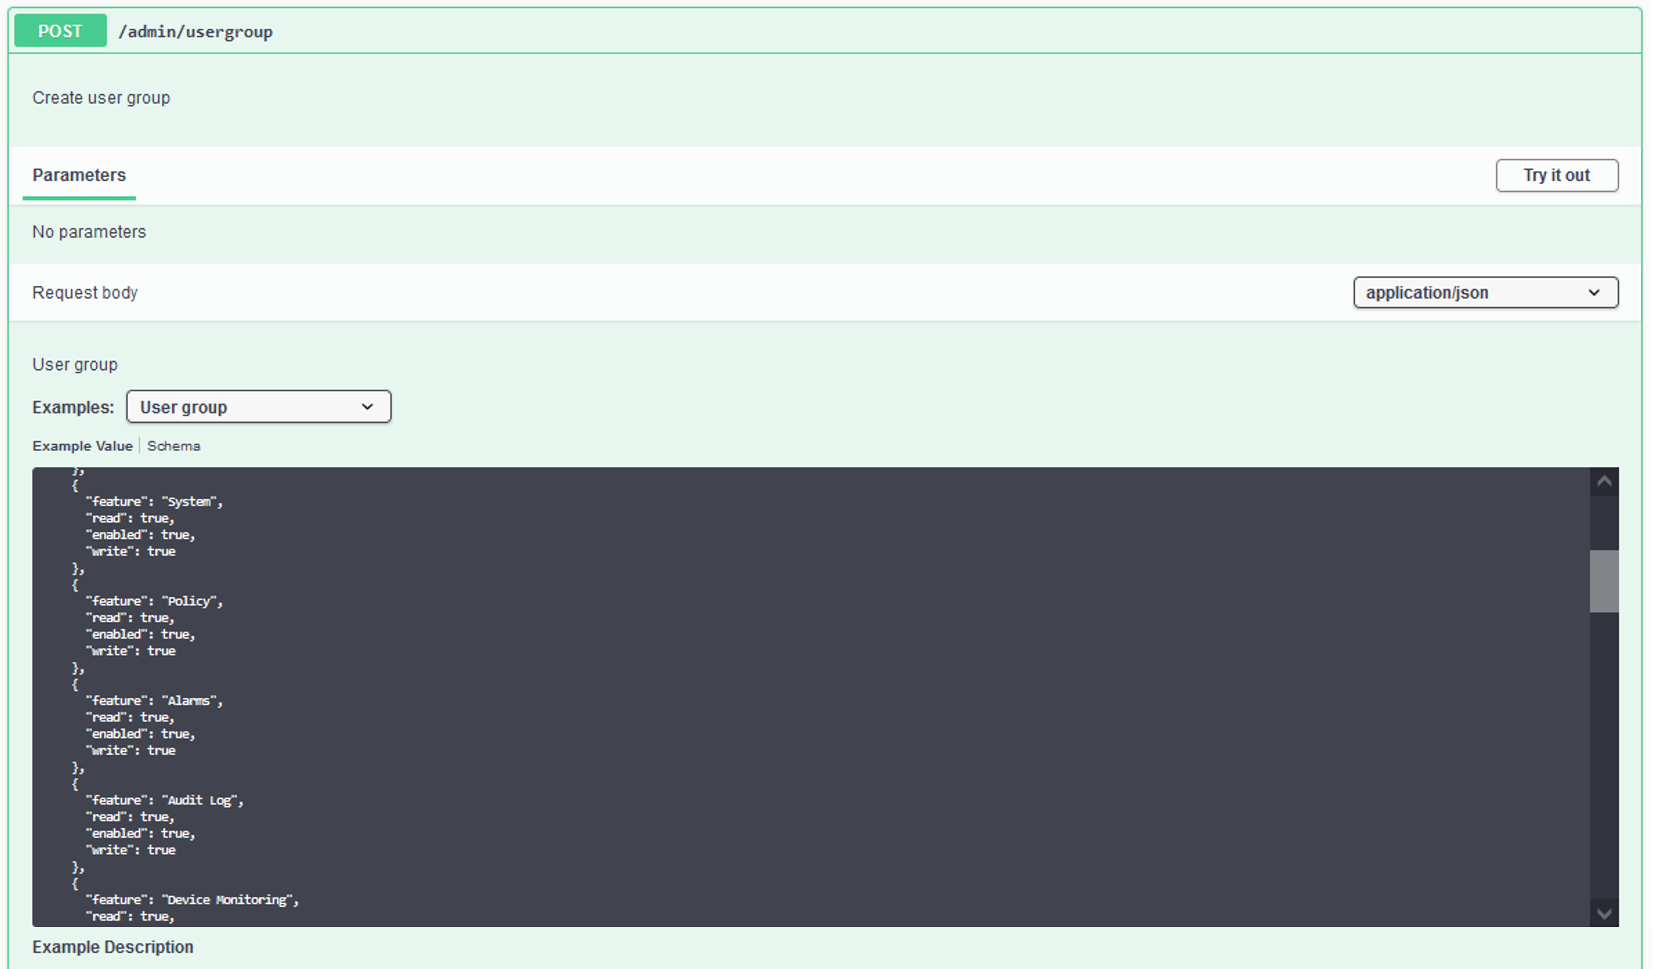 POST /admin/usergroup
Create user group
Parameters
Try it out
No parameters
Request body
application/json
User group
Examples: User group
Example Value | Schema
},
{
"feature": "System",
"read": true,
"enabled": true,
"write": true
},
{
"feature": "Policy",
"read": true,
"enabled": true,
"write": true
},
{
"feature": "Alarms",
"read": true,
"enabled": true,
"write": true
},
{
"feature": "Audit Log",
"read": true,
"enabled": true,
"write": true
},
{
"feature": "Device Monitoring",
"read": true,
Example Description